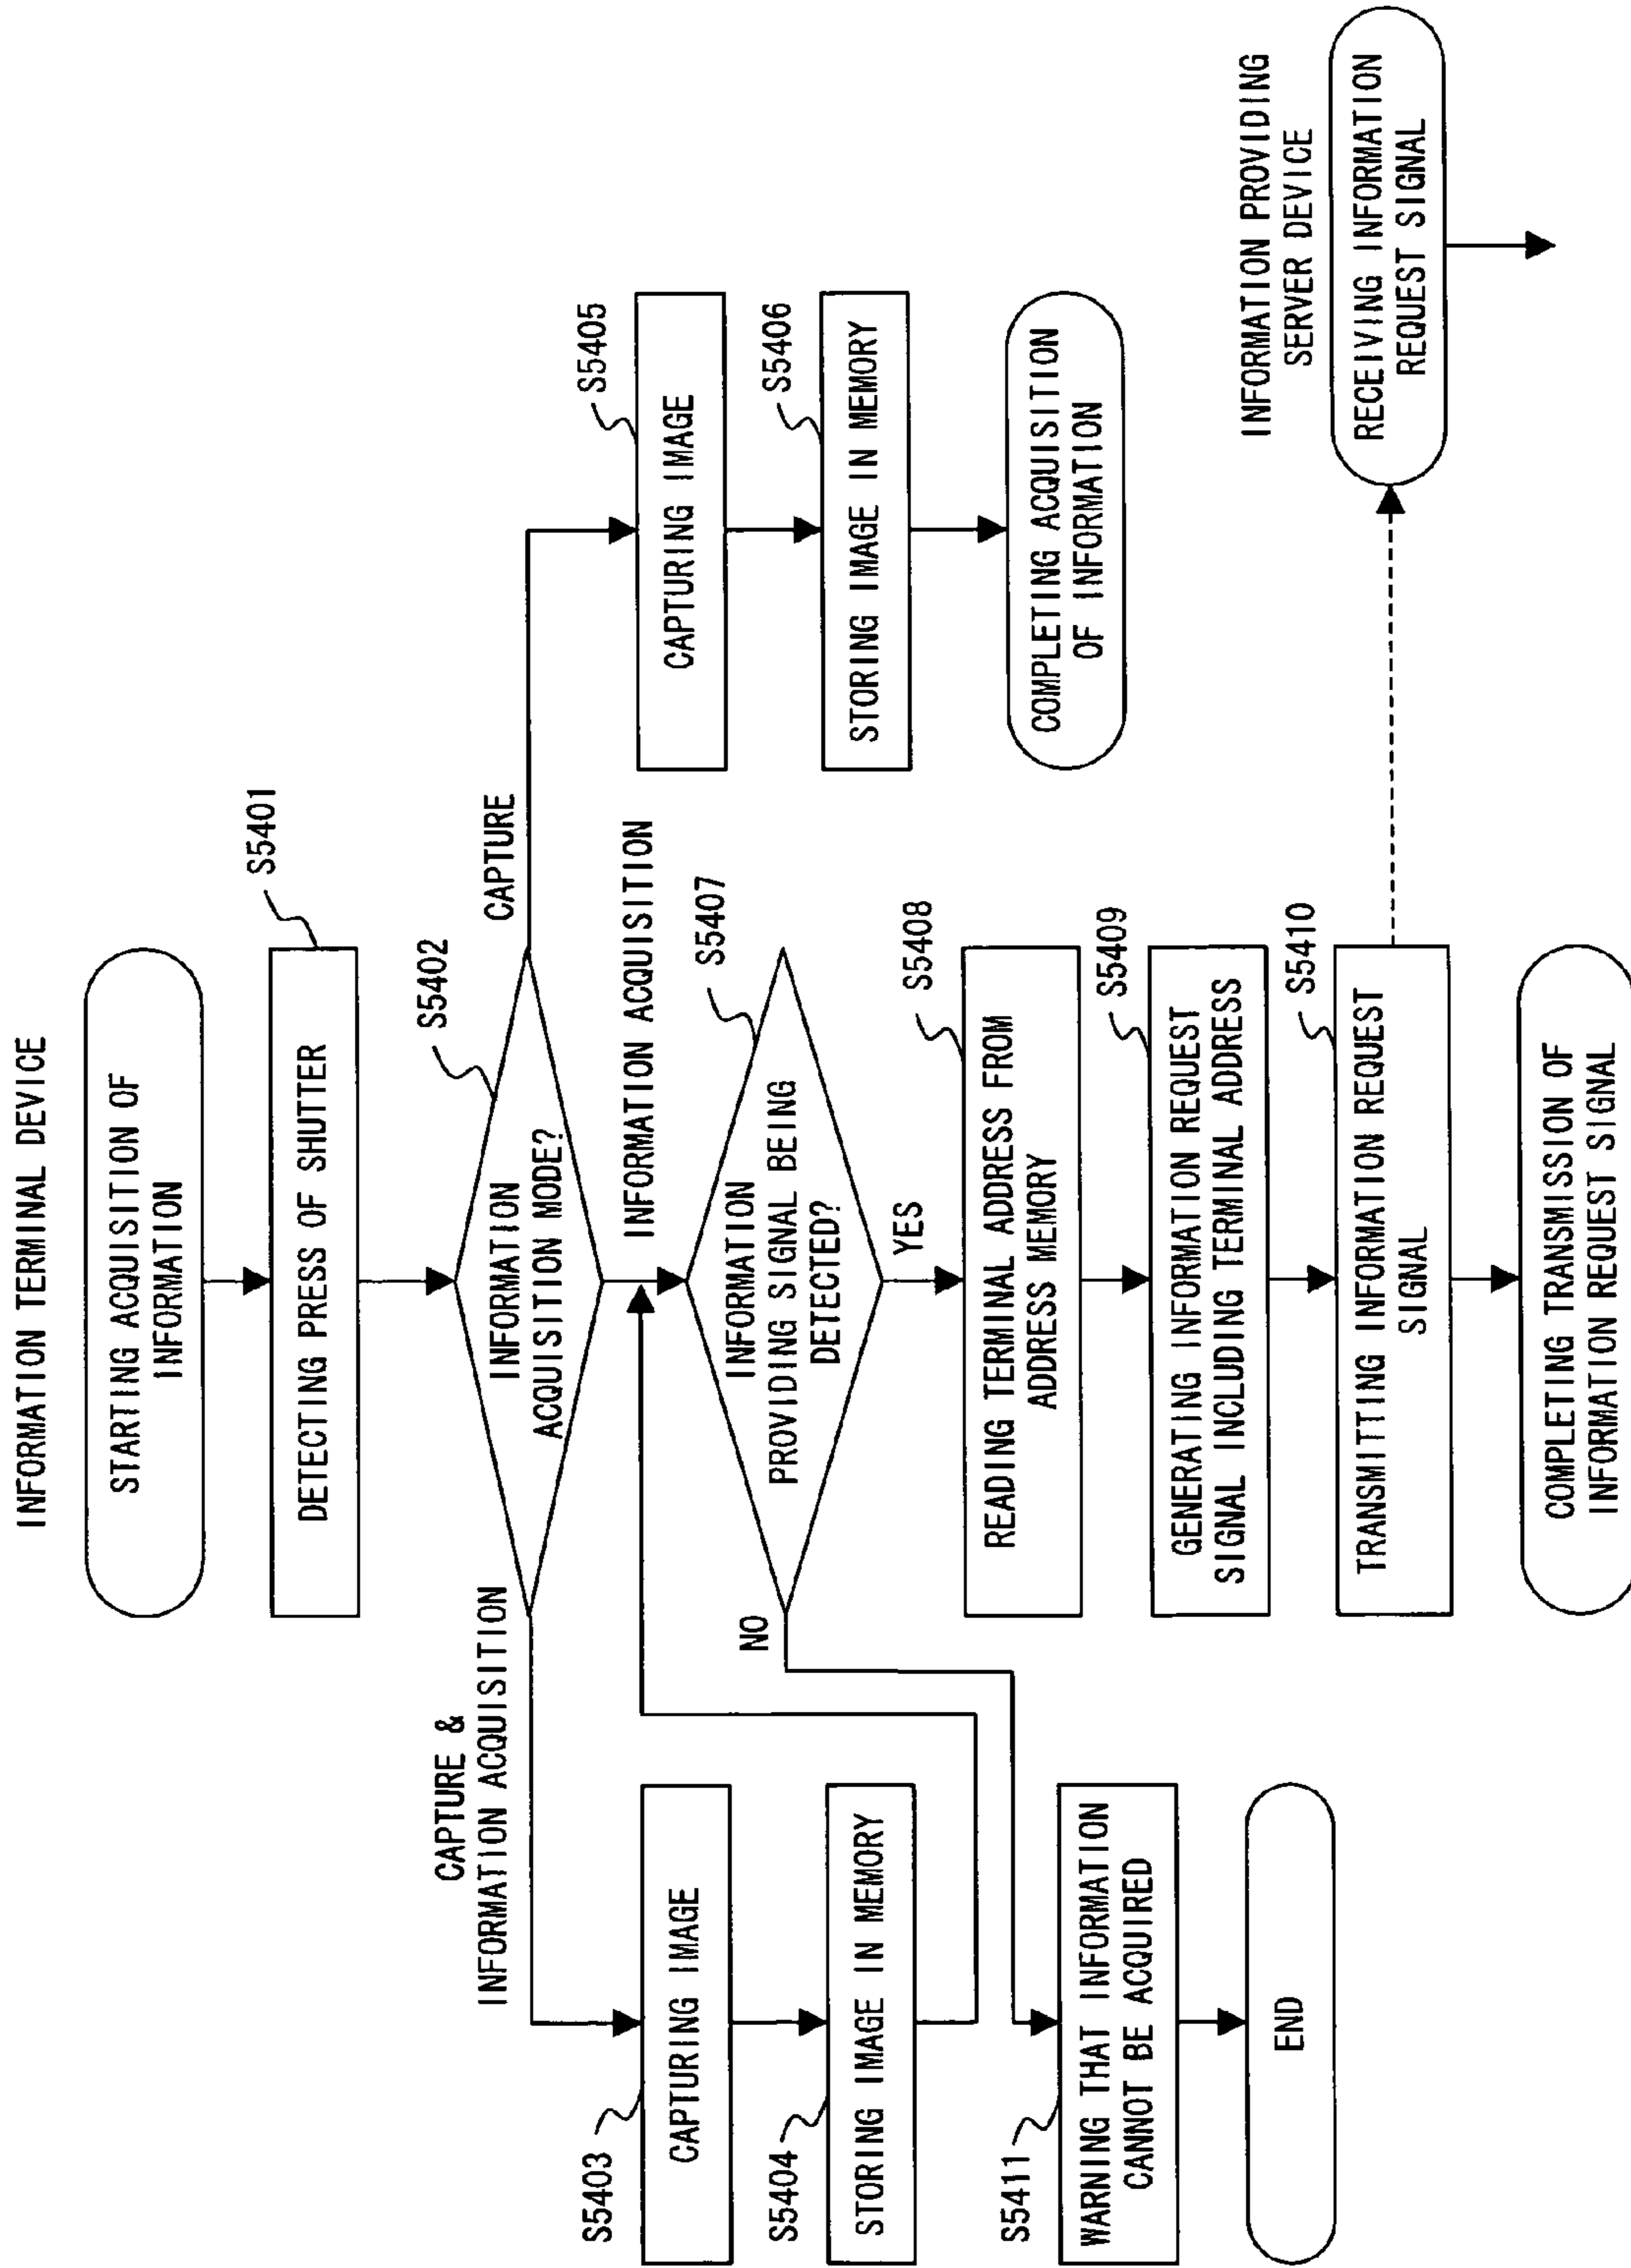 INFORMATION TERMINAL DEVICE
STARTING ACQUISITION OF
INFORMATION
S5401
DETECTING PRESS OF SHUTTER
S5402
INFORMATION
ACQUISITION MODE?
CAPTURE &
INFORMATION ACQUISITION
CAPTURE
INFORMATION ACQUISITION
S5403
CAPTURING IMAGE
S5404
STORING IMAGE IN MEMORY
S5405
CAPTURING IMAGE
S5406
STORING IMAGE IN MEMORY
COMPLETING ACQUISITION
OF INFORMATION
S5407
INFORMATION
PROVIDING SIGNAL BEING
DETECTED?
NO
YES
S5408
READING TERMINAL ADDRESS FROM
ADDRESS MEMORY
S5409
GENERATING INFORMATION REQUEST
SIGNAL INCLUDING TERMINAL ADDRESS
S5410
TRANSMITTING INFORMATION REQUEST
SIGNAL
COMPLETING TRANSMISSION OF
INFORMATION REQUEST SIGNAL
S5411
WARNING THAT INFORMATION
CANNOT BE ACQUIRED
END
INFORMATION PROVIDING
SERVER DEVICE
RECEIVING INFORMATION
REQUEST SIGNAL